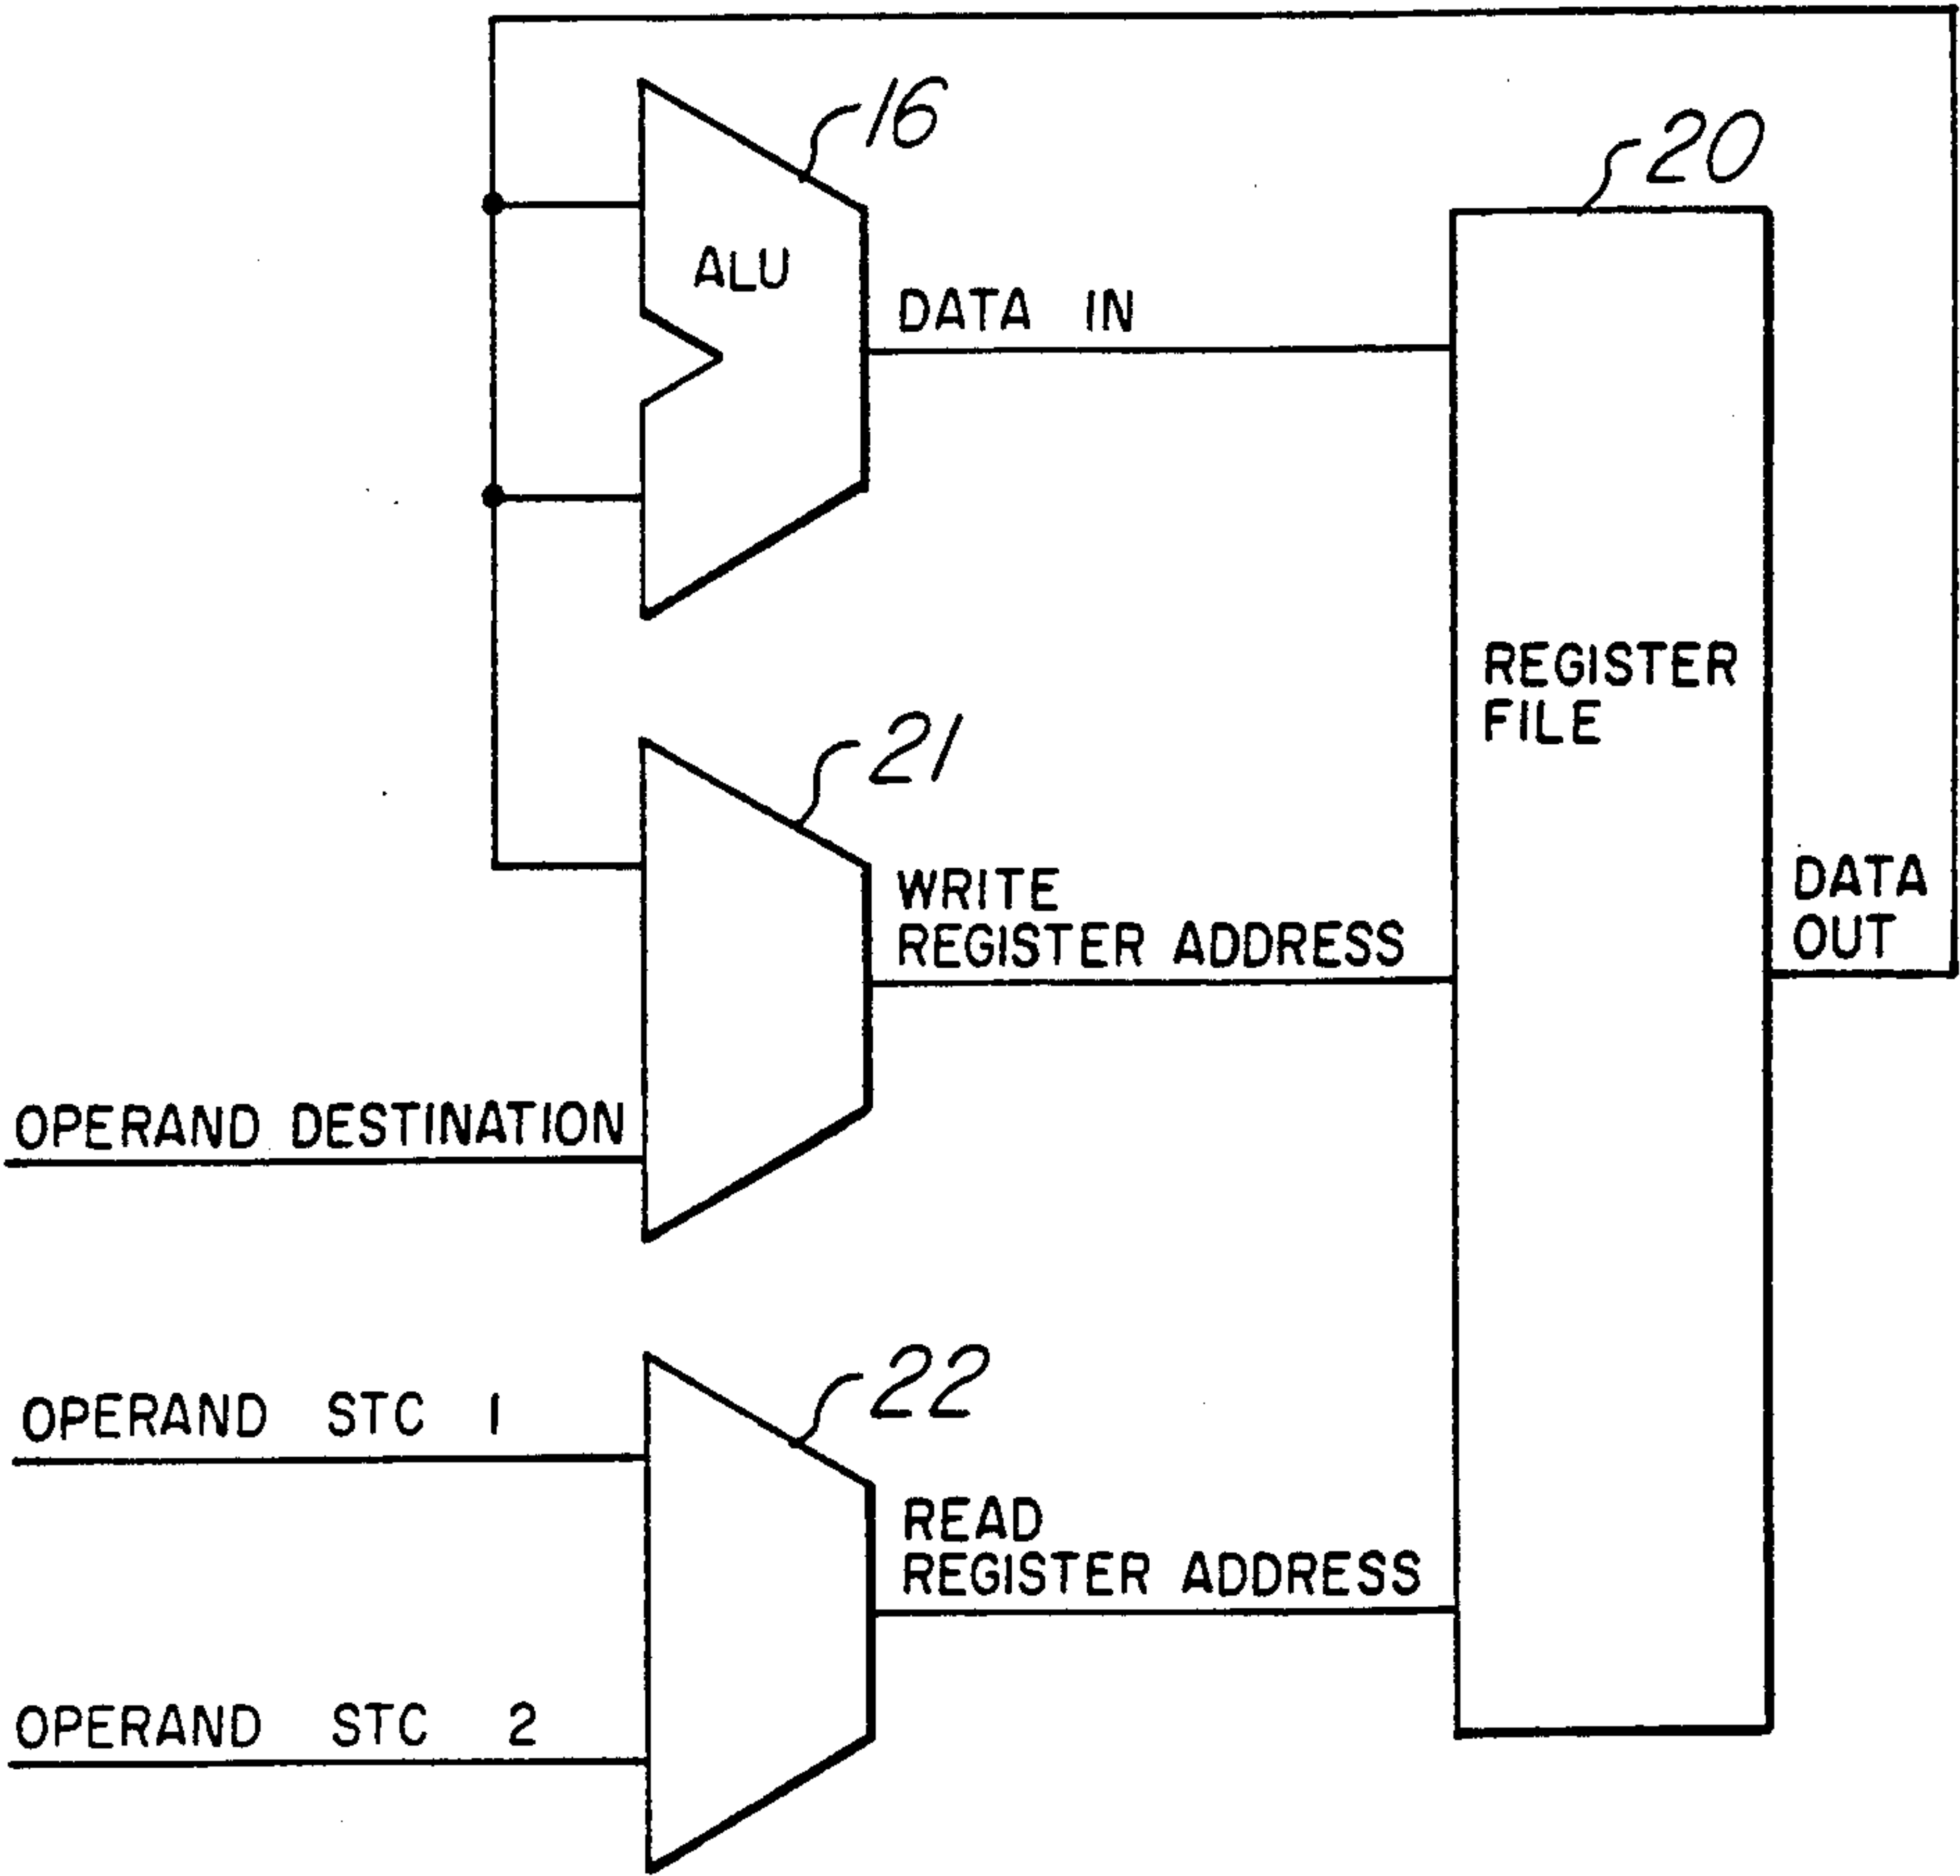 16
20
ALU
DATA IN
REGISTER
FILE
21
WRITE
REGISTER ADDRESS
DATA
OUT
OPERAND DESTINATION
22
OPERAND STC 1
READ
REGISTER ADDRESS
OPERAND STC 2